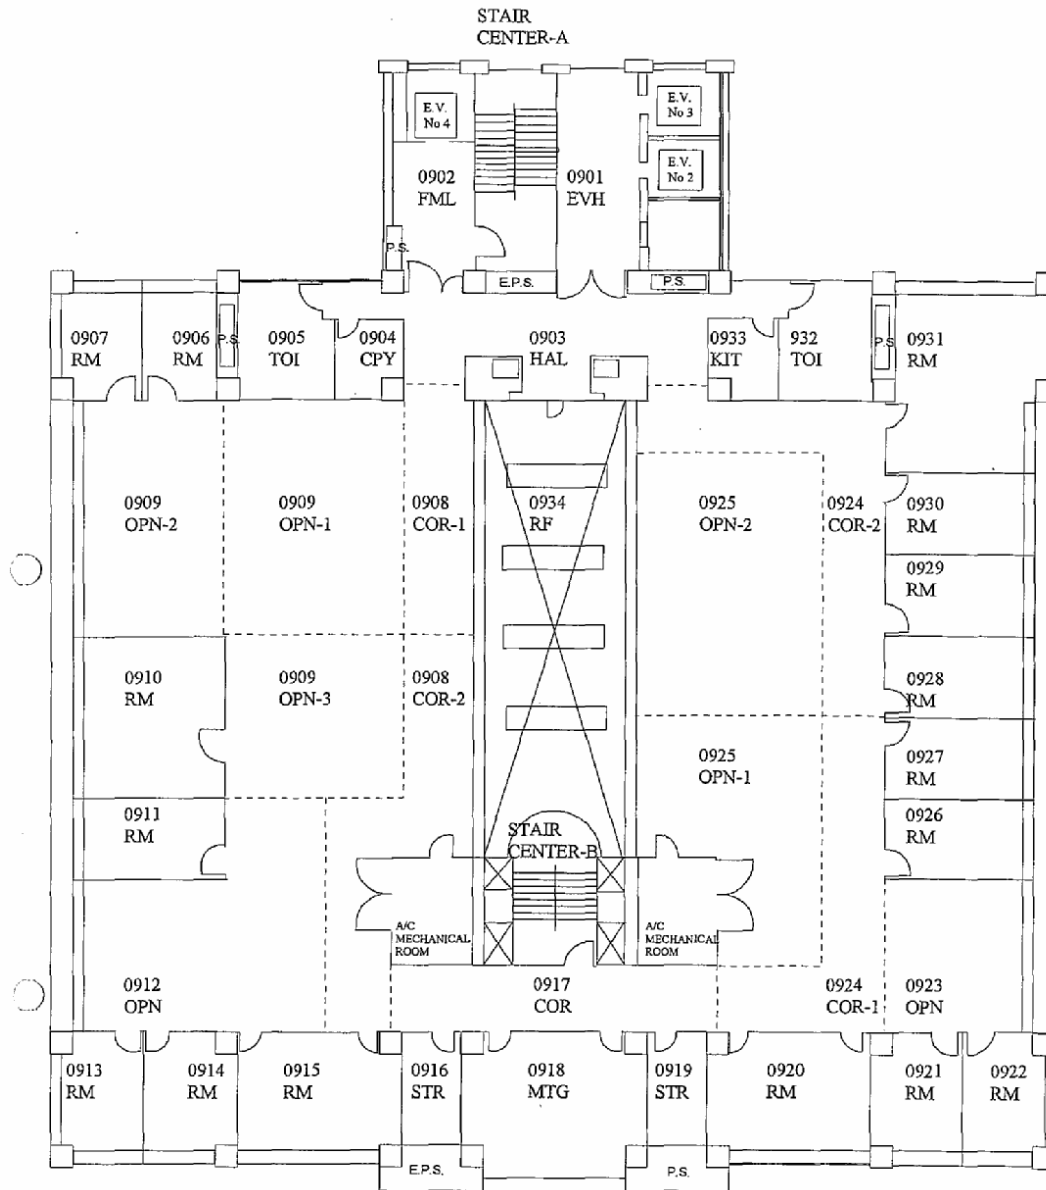 STAIR
CENTER-A
E.V.
No 4
E.V.
No 3
E.V.
No 2
0902
FML
0901
EVH
P.S.
E.P.S.
P.S.
0907
RM
0906
RM
P.S.
0905
TOI
0904
CPY
0903
HAL
0933
KIT
932
TOI
P.S
0931
RM
0909
OPN-2
0909
OPN-1
0908
COR-1
0934
RF
0925
OPN-2
0924
COR-2
0930
RM
0929
RM
0910
RM
0909
OPN-3
0908
COR-2
0928
RM
0925
OPN-1
0927
RM
0911
RM
STAIR
CENTER-B
0926
RM
A/C
MECHANICAL
ROOM
A/C
MECHANICAL
ROOM
0912
OPN
0917
COR
0924
COR-1
0923
OPN
0913
RM
0914
RM
0915
RM
0916
STR
0918
MTG
0919
STR
0920
RM
0921
RM
0922
RM
E.P.S.
P.S.